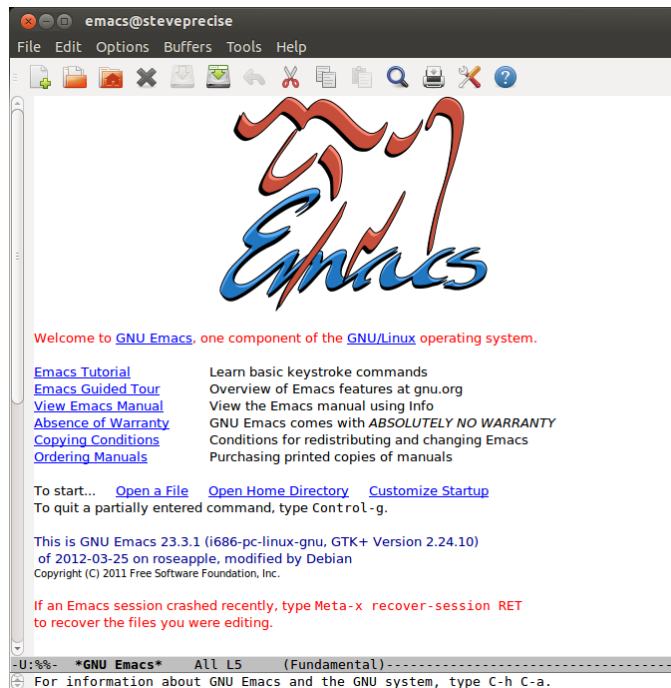 emacs@steveprecise
File Edit Options Buffers Tools Help
Emacs
Welcome to GNU Emacs, one component of the GNU/Linux operating system.
Emacs Tutorial Learn basic keystroke commands
Emacs Guided Tour Overview of Emacs features at gnu.org
View Emacs Manual View the Emacs manual using Info
Absence of Warranty GNU Emacs comes with ABSOLUTELY NO WARRANTY
Copying Conditions Conditions for redistributing and changing Emacs
Ordering Manuals Purchasing printed copies of manuals
To start... Open a File Open Home Directory Customize Startup
To quit a partially entered command, type Control-g.
This is GNU Emacs 23.3.1 (i686-pc-linux-gnu, GTK+ Version 2.24.10)
of 2012-03-25 on roseapple, modified by Debian
Copyright (C) 2011 Free Software Foundation, Inc.
If an Emacs session crashed recently, type Meta-x recover-session RET
to recover the files you were editing.
-U:%%- *GNU Emacs* All L5 (Fundamental)-----------------------------------
For information about GNU Emacs and the GNU system, type C-h C-a.